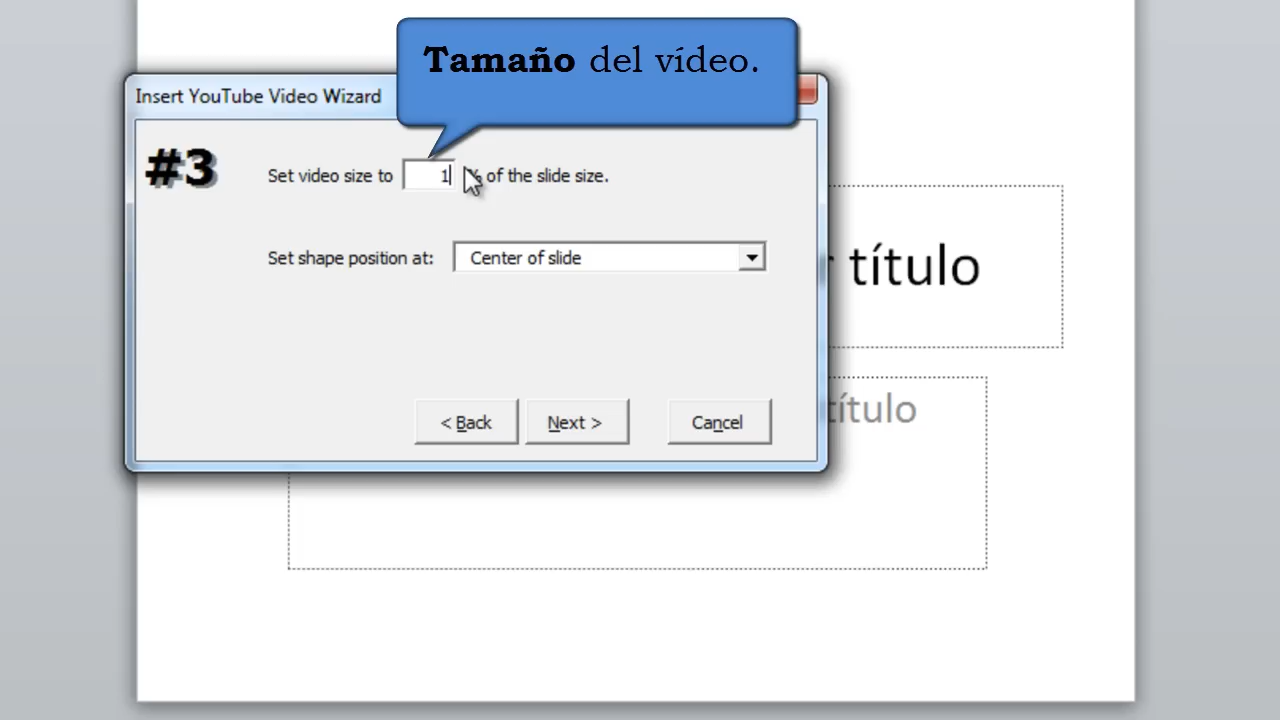 Tamaño del vídeo.
Insert YouTube Video Wizard
#3
Set video size to 1 % of the slide size.
Set shape position at: Center of slide
r título
título
< Back Next > Cancel